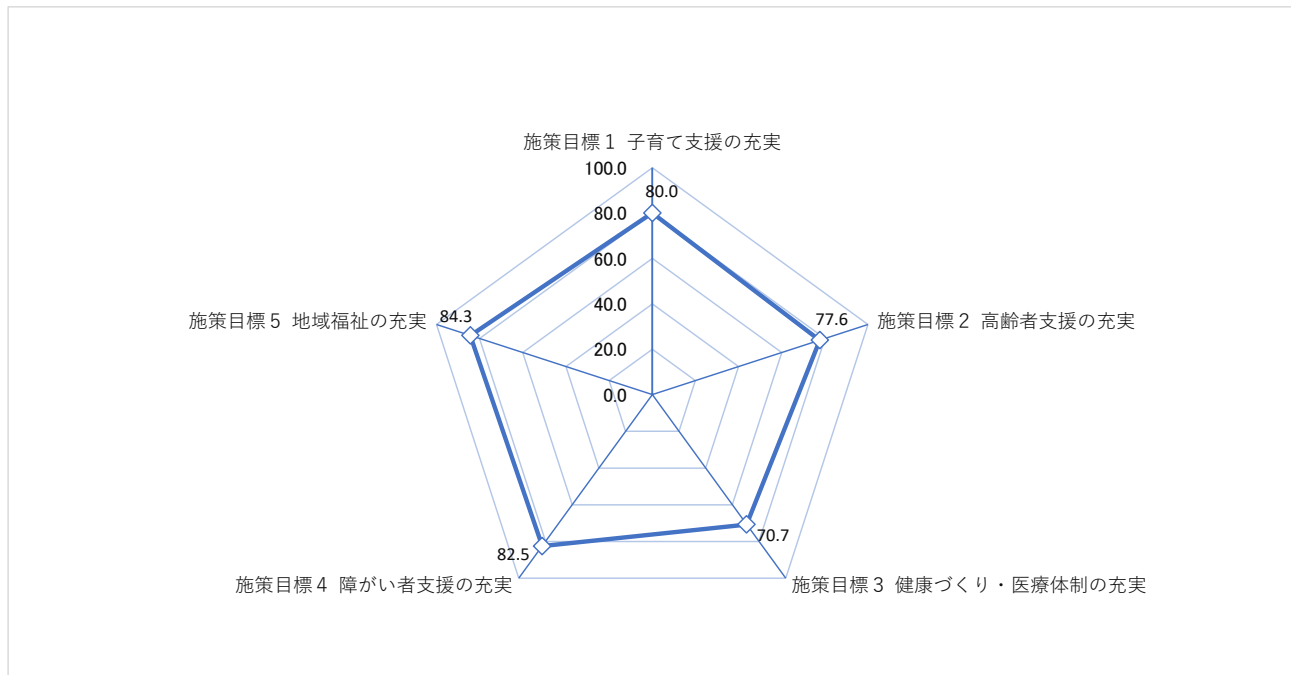 施策目標１ 子育て支援の充実
100.0
80.0
80.0
60.0
40.0
20.0
0.0
施策目標５ 地域福祉の充実
84.3
77.6
施策目標２ 高齢者支援の充実
82.5
70.7
施策目標４ 障がい者支援の充実
施策目標３ 健康づくり・医療体制の充実